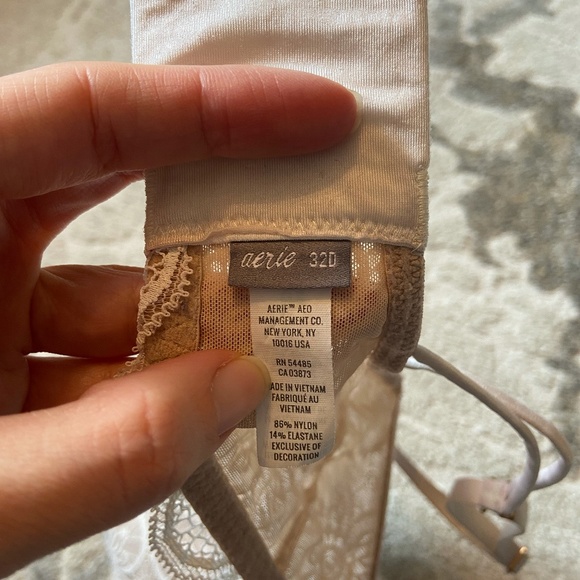 aerie 32D
AERIE™ AEO
MANAGEMENT CO.
NEW YORK, NY
10016 USA
RN 54485
CA 03873
MADE IN VIETNAM
FABRIQUÉ AU
VIETNAM
86% NYLON
14% ELASTANE
EXCLUSIVE OF
DECORATION